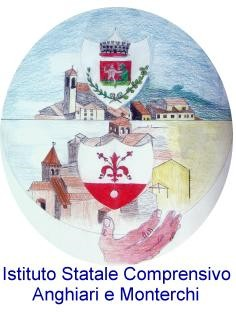 Istituto Statale Comprensivo
Anghiari e Monterchi